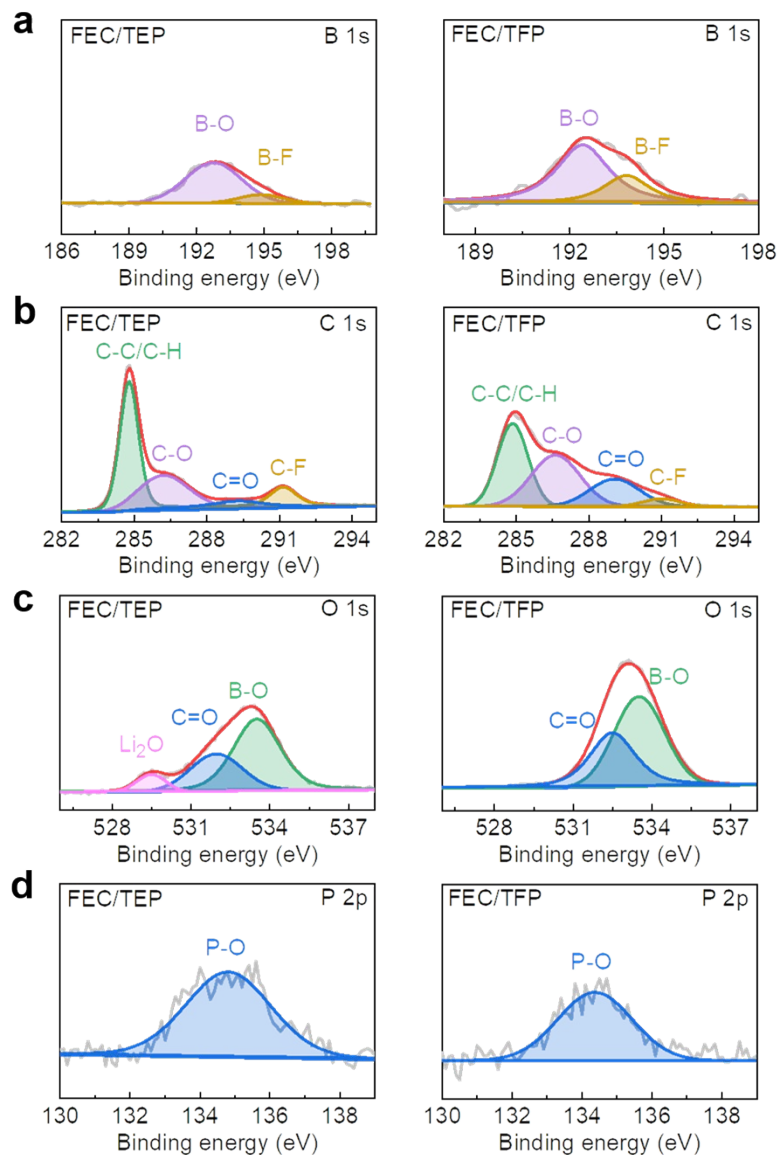 a
FEC/TEP B 1s
B-O
B-F
186 189 192 195 198
Binding energy (eV)
FEC/TFP B 1s
B-O
B-F
189 192 195 198
Binding energy (eV)
b
FEC/TEP C 1s
C-C/C-H
C-O
C=O
C-F
282 285 288 291 294
Binding energy (eV)
FEC/TFP C 1s
C-C/C-H
C-O
C=O
C-F
282 285 288 291 294
Binding energy (eV)
c
FEC/TEP O 1s
B-O
C=O
Li₂O
528 531 534 537
Binding energy (eV)
FEC/TFP O 1s
B-O
C=O
528 531 534 537
Binding energy (eV)
d
FEC/TEP P 2p
P-O
130 132 134 136 138
Binding energy (eV)
FEC/TFP P 2p
P-O
130 132 134 136 138
Binding energy (eV)